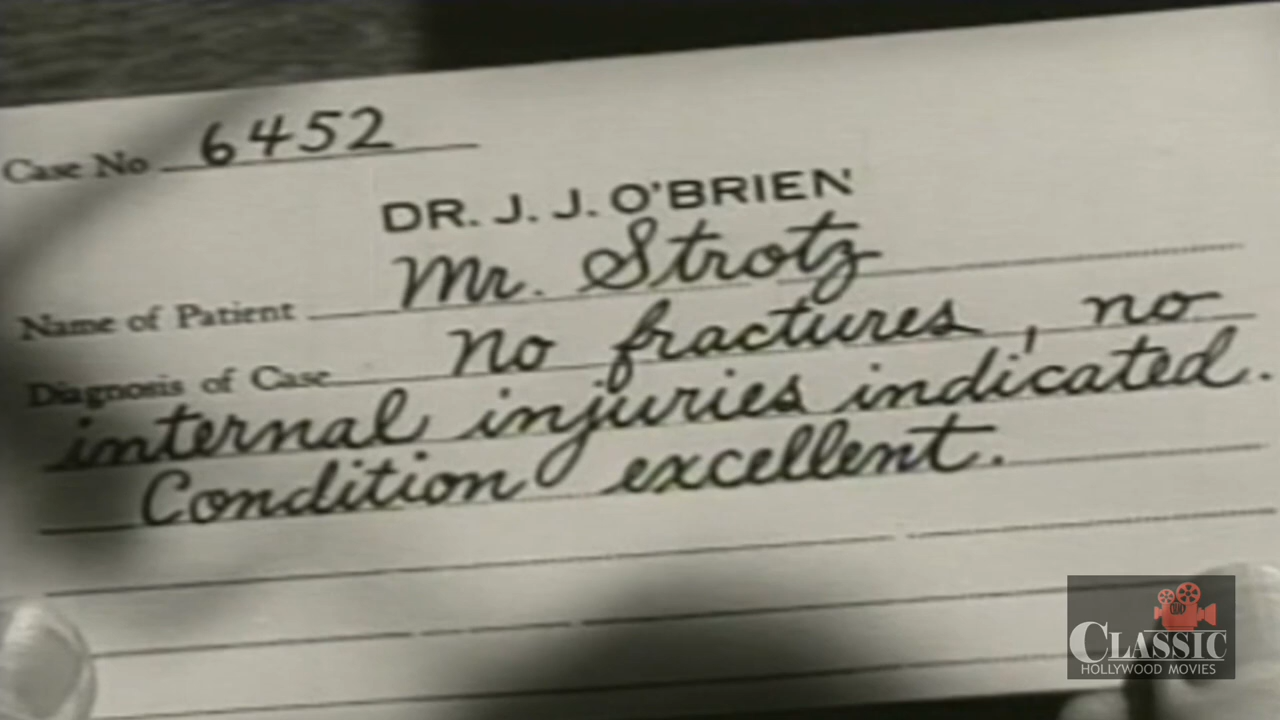 Case No 6452
DR. J. J. O'BRIEN
Name of Patient Mr. Strotz
Diagnosis of Case No fractures, no
internal injuries indicated.
Condition excellent.
CLASSIC
HOLLYWOOD MOVIES